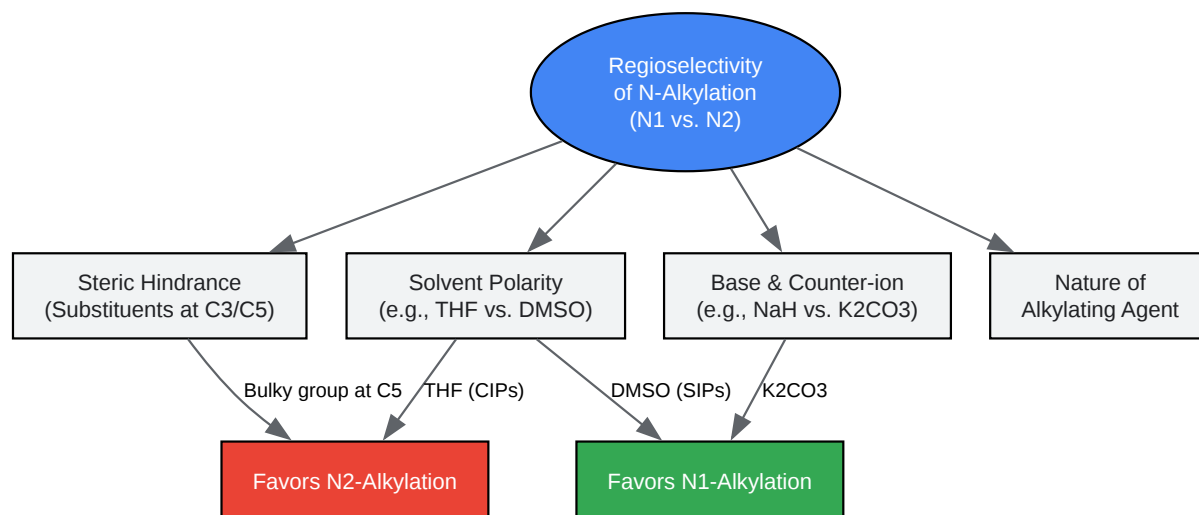 Regioselectivity
of N-Alkylation
(N1 vs. N2)
Steric Hindrance
(Substituents at C3/C5)
Solvent Polarity
(e.g., THF vs. DMSO)
Base & Counter-ion
(e.g., NaH vs. K2CO3)
Nature of
Alkylating Agent
Bulky group at C5
THF (CIPs)
DMSO (SIPs)
K2CO3
Favors N2-Alkylation
Favors N1-Alkylation